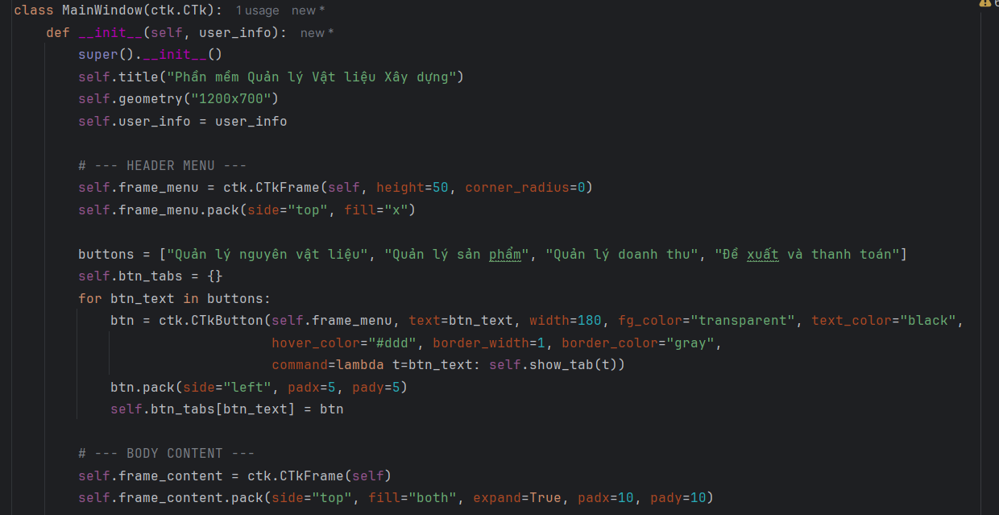 class MainWindow(ctk.CTk):  1 usage  new *
    def __init__(self, user_info):  new *
        super().__init__()
        self.title("Phần mềm Quản lý Vật liệu Xây dựng")
        self.geometry("1200x700")
        self.user_info = user_info

        # --- HEADER MENU ---
        self.frame_menu = ctk.CTkFrame(self, height=50, corner_radius=0)
        self.frame_menu.pack(side="top", fill="x")

        buttons = ["Quản lý nguyên vật liệu", "Quản lý sản phẩm", "Quản lý doanh thu", "Đề xuất và thanh toán"]
        self.btn_tabs = {}
        for btn_text in buttons:
            btn = ctk.CTkButton(self.frame_menu, text=btn_text, width=180, fg_color="transparent", text_color="black",
                                hover_color="#ddd", border_width=1, border_color="gray",
                                command=lambda t=btn_text: self.show_tab(t))
            btn.pack(side="left", padx=5, pady=5)
            self.btn_tabs[btn_text] = btn

        # --- BODY CONTENT ---
        self.frame_content = ctk.CTkFrame(self)
        self.frame_content.pack(side="top", fill="both", expand=True, padx=10, pady=10)